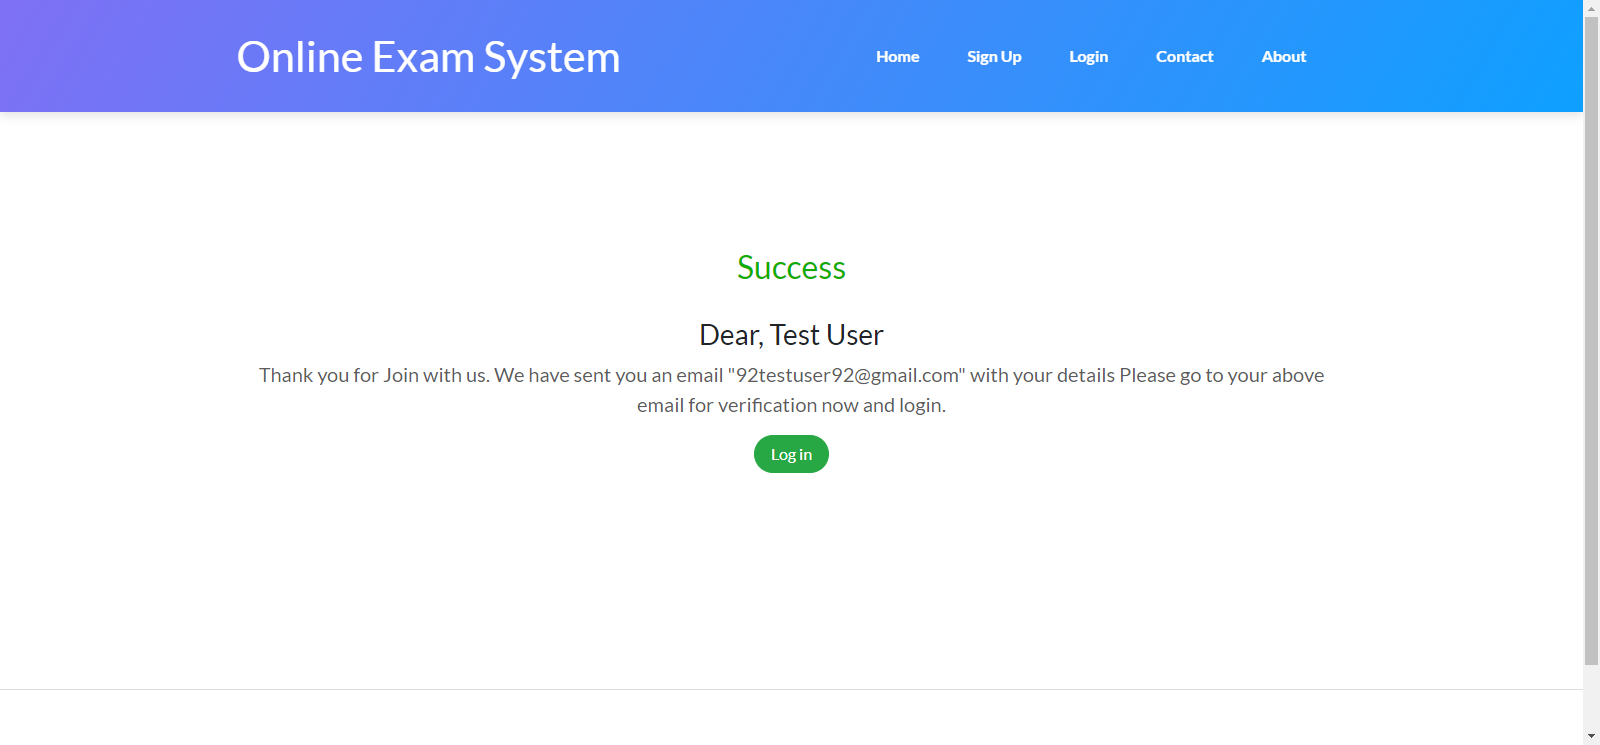 Online Exam System
Home Sign Up Login Contact About
Success
Dear, Test User
Thank you for Join with us. We have sent you an email "92testuser92@gmail.com" with your details Please go to your above
email for verification now and login.
Log in